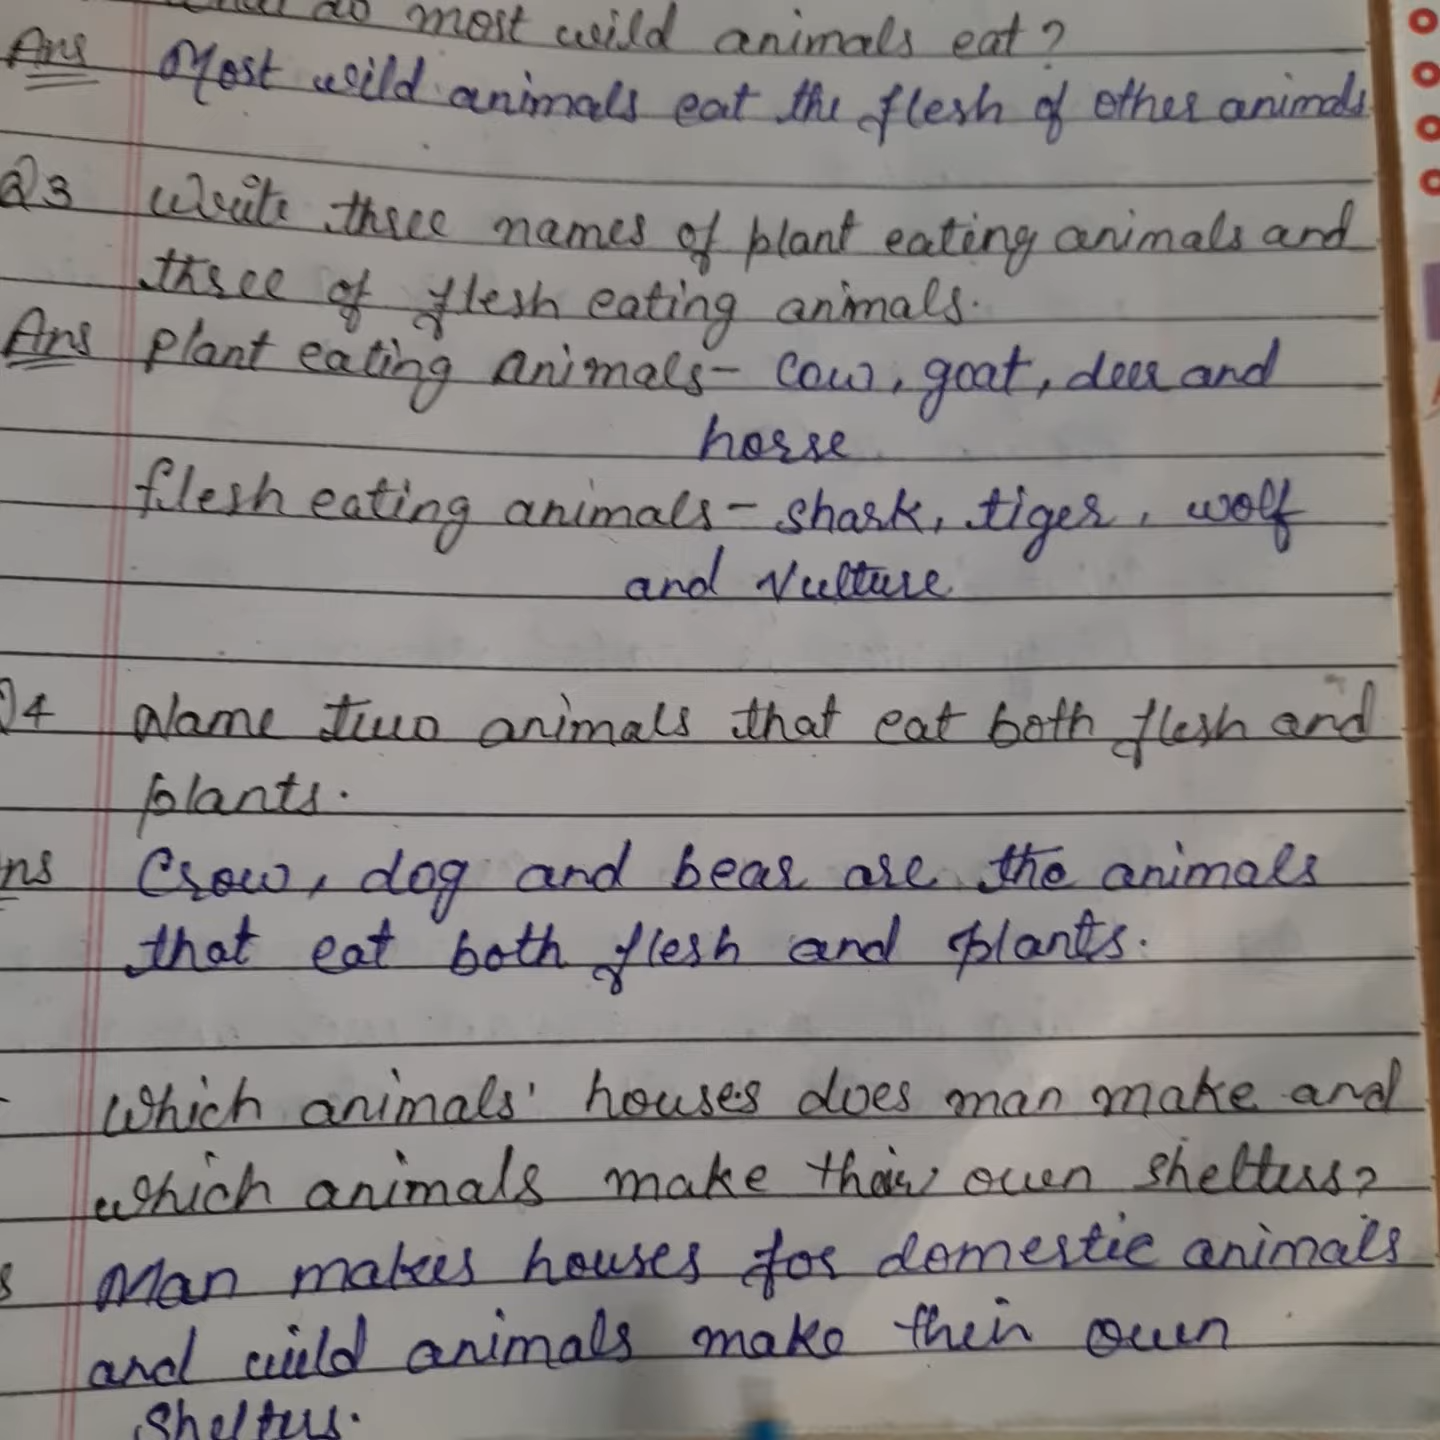 do most wild animals eat?
Ans Most wild animals eat the flesh of other animals
Q3 Write three names of plant eating animals and
three of flesh eating animals.
Ans Plant eating animals- Cow, goat, deer and
horse
flesh eating animals- shark, tiger, wolf
and Vulture
Q4 Name two animals that eat both flesh and
plants.
ns Crow, dog and bear are the animals
that eat both flesh and plants.
Which animals' houses does man make and
which animals make their own shelters?
s Man makes houses for domestic animals
and wild animals make their own
shelters.